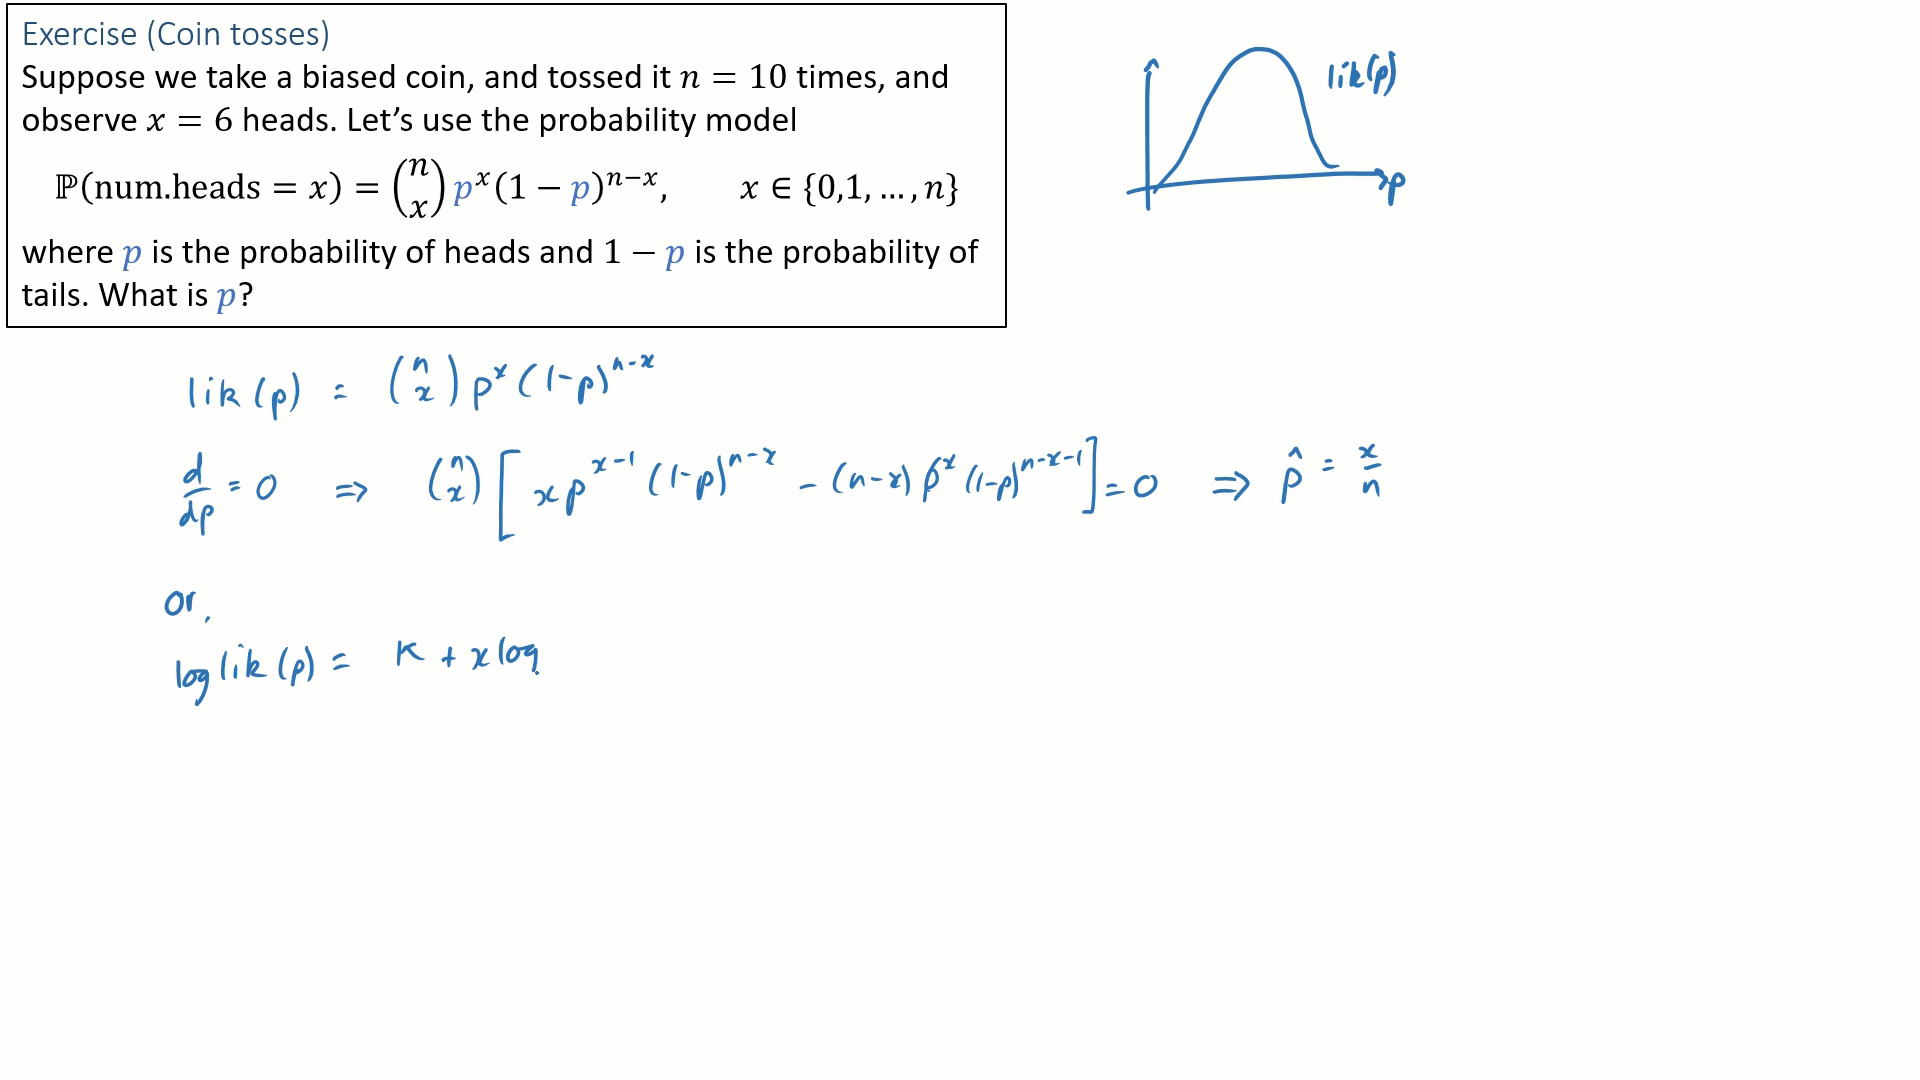 Exercise (Coin tosses)
Suppose we take a biased coin, and tossed it n = 10 times, and
observe x = 6 heads. Let’s use the probability model
ℙ(num.heads = x) = (n x) p^x (1 − p)^{n−x},   x ∈ {0,1, … , n}
where p is the probability of heads and 1 − p is the probability of
tails. What is p?
lik(p)
p
lik(p) = (n x) p^x (1-p)^{n-x}
d/dp = 0 ⇒ (n x) [x p^{x-1} (1-p)^{n-x} - (n-x) p^x (1-p)^{n-x-1}] = 0 ⇒ p̂ = x/n
or,
log lik(p) = K + x log